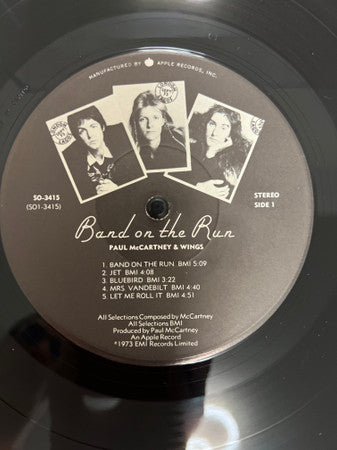 MANUFACTURED BY APPLE RECORDS, INC.
SO-3415
(SO1-3415)
STEREO
SIDE 1
Band on the Run
PAUL McCARTNEY & WINGS
1. BAND ON THE RUN BMI 5:09
2. JET BMI 4:08
3. BLUEBIRD BMI 3:22
4. MRS. VANDEBILT BMI 4:40
5. LET ME ROLL IT BMI 4:51
All Selections Composed by McCartney
All Selections BMI
Produced by Paul McCartney
An Apple Record
℗1973 EMI Records Limited